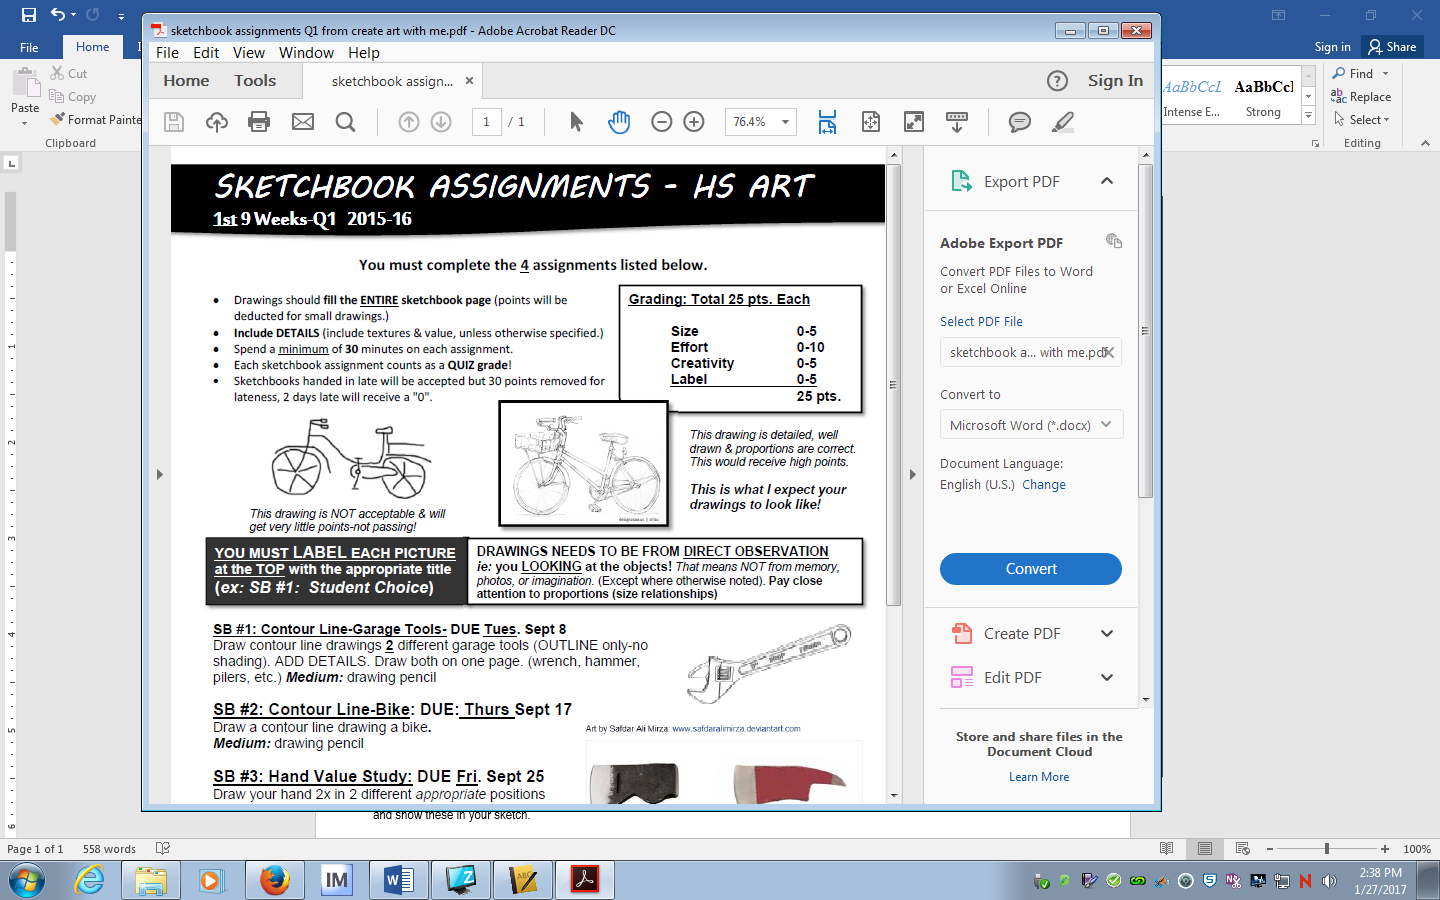 sketchbook assignments Q1 from create art with me.pdf - Adobe Acrobat Reader DC
File
Home
Sign in
Share
File Edit View Window Help
Home Tools
sketchbook assign...
Sign In
Cut
Copy
Paste
Format Painte
Clipboard
1 / 1
76.4%
AaBbCcI AaBbCcI
Intense E... Strong
Find
Replace
Select
Editing
SKETCHBOOK ASSIGNMENTS - HS ART
1st 9 Weeks-Q1 2015-16
You must complete the 4 assignments listed below.
• Drawings should fill the ENTIRE sketchbook page (points will be
deducted for small drawings.)
• Include DETAILS (include textures & value, unless otherwise specified.)
• Spend a minimum of 30 minutes on each assignment.
• Each sketchbook assignment counts as a QUIZ grade!
• Sketchbooks handed in late will be accepted but 30 points removed for
lateness, 2 days late will receive a "0".
Grading: Total 25 pts. Each
Size 0-5
Effort 0-10
Creativity 0-5
Label 0-5
25 pts.
This drawing is NOT acceptable & will
get very little points-not passing!
This drawing is detailed, well
drawn & proportions are correct.
This would receive high points.
This is what I expect your
drawings to look like!
YOU MUST LABEL EACH PICTURE
at the TOP with the appropriate title
(ex: SB #1: Student Choice)
DRAWINGS NEEDS TO BE FROM DIRECT OBSERVATION
ie: you LOOKING at the objects! That means NOT from memory,
photos, or imagination. (Except where otherwise noted). Pay close
attention to proportions (size relationships)
SB #1: Contour Line-Garage Tools- DUE Tues. Sept 8
Draw contour line drawings 2 different garage tools (OUTLINE only-no
shading). ADD DETAILS. Draw both on one page. (wrench, hammer,
pilers, etc.) Medium: drawing pencil
SB #2: Contour Line-Bike: DUE: Thurs Sept 17
Draw a contour line drawing a bike.
Medium: drawing pencil
Art by Safdar Ali Mirza: www.safdaralimirza.deviantart.com
SB #3: Hand Value Study: DUE Fri. Sept 25
Draw your hand 2x in 2 different appropriate positions
and show these in your sketch.
Export PDF
Adobe Export PDF
Convert PDF Files to Word
or Excel Online
Select PDF File
sketchbook a... with me.pdf
Convert to
Microsoft Word (*.docx)
Document Language:
English (U.S.) Change
Convert
Create PDF
Edit PDF
Store and share files in the
Document Cloud
Learn More
Page 1 of 1 558 words
100%
IM
2:38 PM
1/27/2017